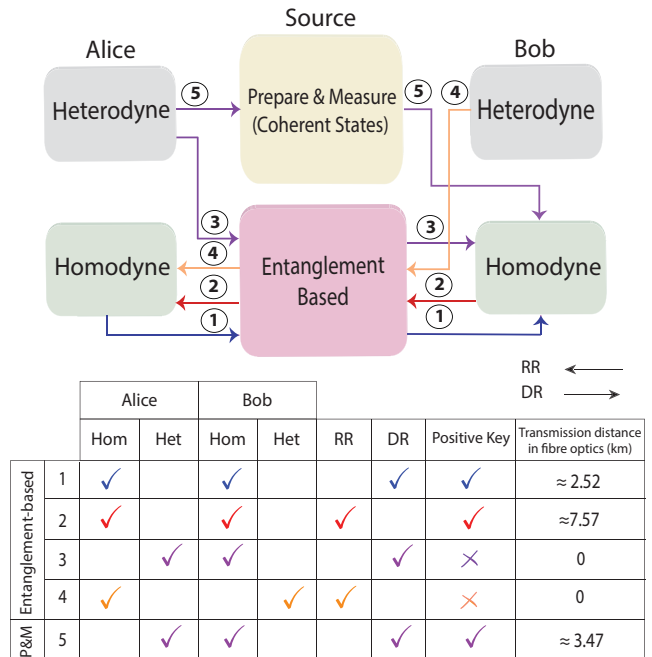 Source
Alice
Bob
Heterodyne
5
Prepare & Measure
(Coherent States)
5
4
Heterodyne
3
4
2
1
Homodyne
Entanglement
Based
3
2
1
Homodyne
RR
DR
Alice Bob
Hom Het Hom Het RR DR Positive Key Transmission distance
in fibre optics (km)
Entanglement-based
1 ✓ ✓ ✓ ✓ ≈ 2.52
2 ✓ ✓ ✓ ✓ ≈7.57
3 ✓ ✓ ✓ ✗ 0
4 ✓ ✓ ✓ ✗ 0
P&M
5 ✓ ✓ ✓ ✓ ≈ 3.47